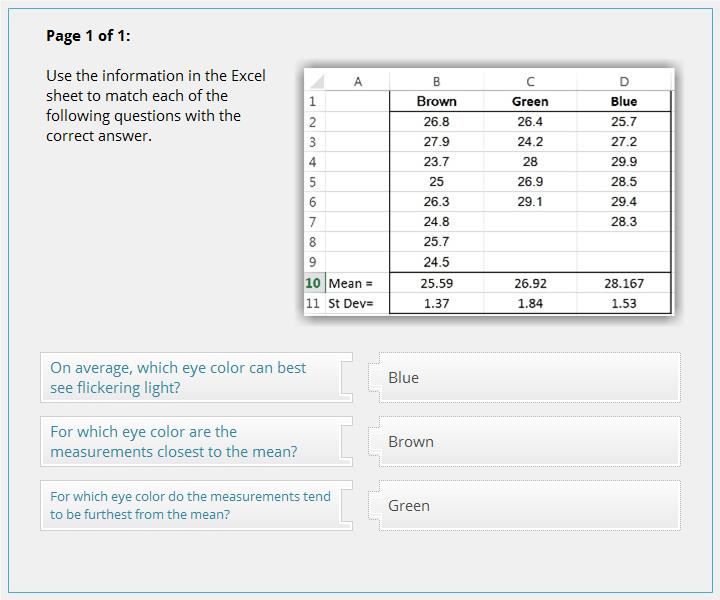 Page 1 of 1:
Use the information in the Excel
sheet to match each of the
following questions with the
correct answer.
A B C D
1 Brown Green Blue
2 26.8 26.4 25.7
3 27.9 24.2 27.2
4 23.7 28 29.9
5 25 26.9 28.5
6 26.3 29.1 29.4
7 24.8 28.3
8 25.7
9 24.5
10 Mean = 25.59 26.92 28.167
11 St Dev= 1.37 1.84 1.53
On average, which eye color can best
see flickering light?
Blue
For which eye color are the
measurements closest to the mean?
Brown
For which eye color do the measurements tend
to be furthest from the mean?
Green